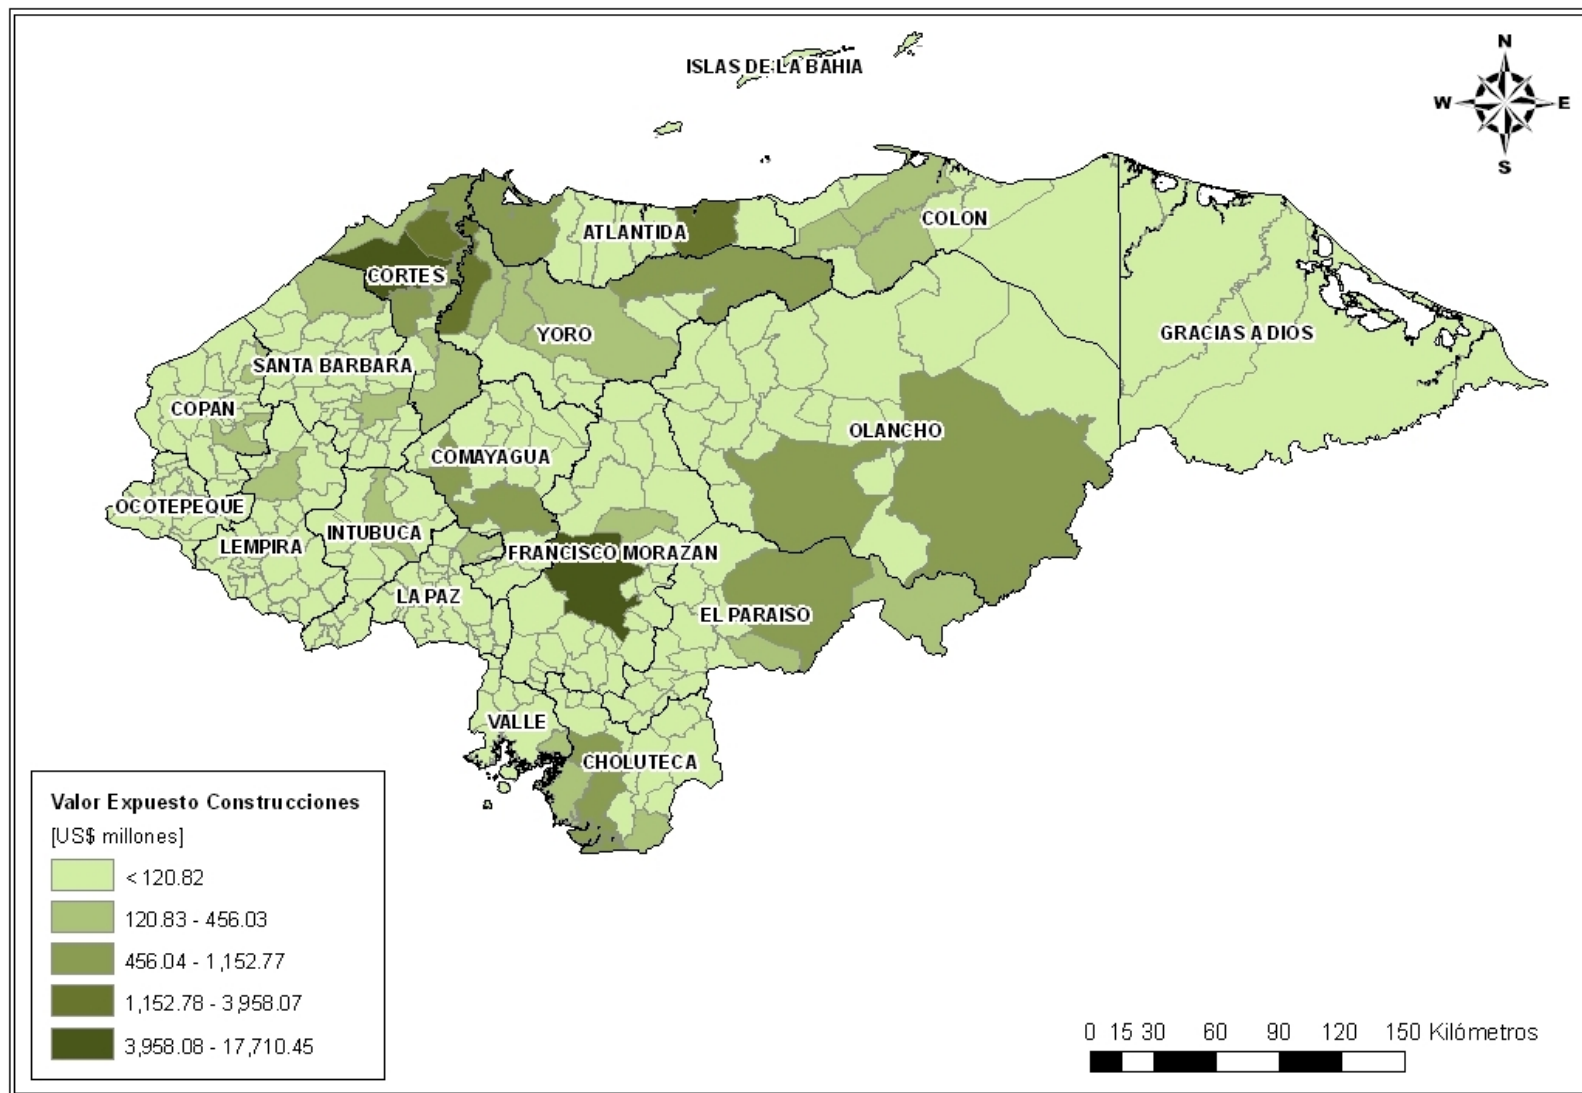 N
ISLAS DE LA BAHIA
W E
S
COLON
ATLANTIDA
CORTES
YORO
GRACIAS A DIOS
SANTA BARBARA
COPAN
OLANCHO
COMAYAGUA
OCOTEPEQUE
INTUBUCA
LEMPIRA
FRANCISCO MORAZAN
LA PAZ
EL PARAISO
VALLE
CHOLUTECA
Valor Expuesto Construcciones
[US$ millones]
< 120.82
120.83 - 456.03
456.04 - 1,152.77
1,152.78 - 3,958.07
3,958.08 - 17,710.45
0 15 30 60 90 120 150 Kilómetros